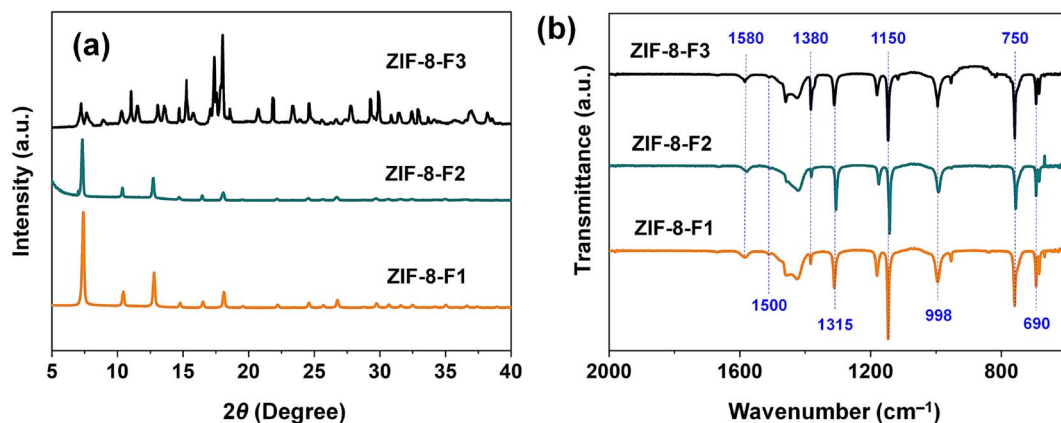 (a)
ZIF-8-F3
ZIF-8-F2
ZIF-8-F1
Intensity (a.u.)
5 10 15 20 25 30 35 40
2θ (Degree)
(b)
1580 1380 1150 750
ZIF-8-F3
ZIF-8-F2
ZIF-8-F1
1500 1315 998 690
Transmittance (a.u.)
2000 1600 1200 800
Wavenumber (cm⁻¹)